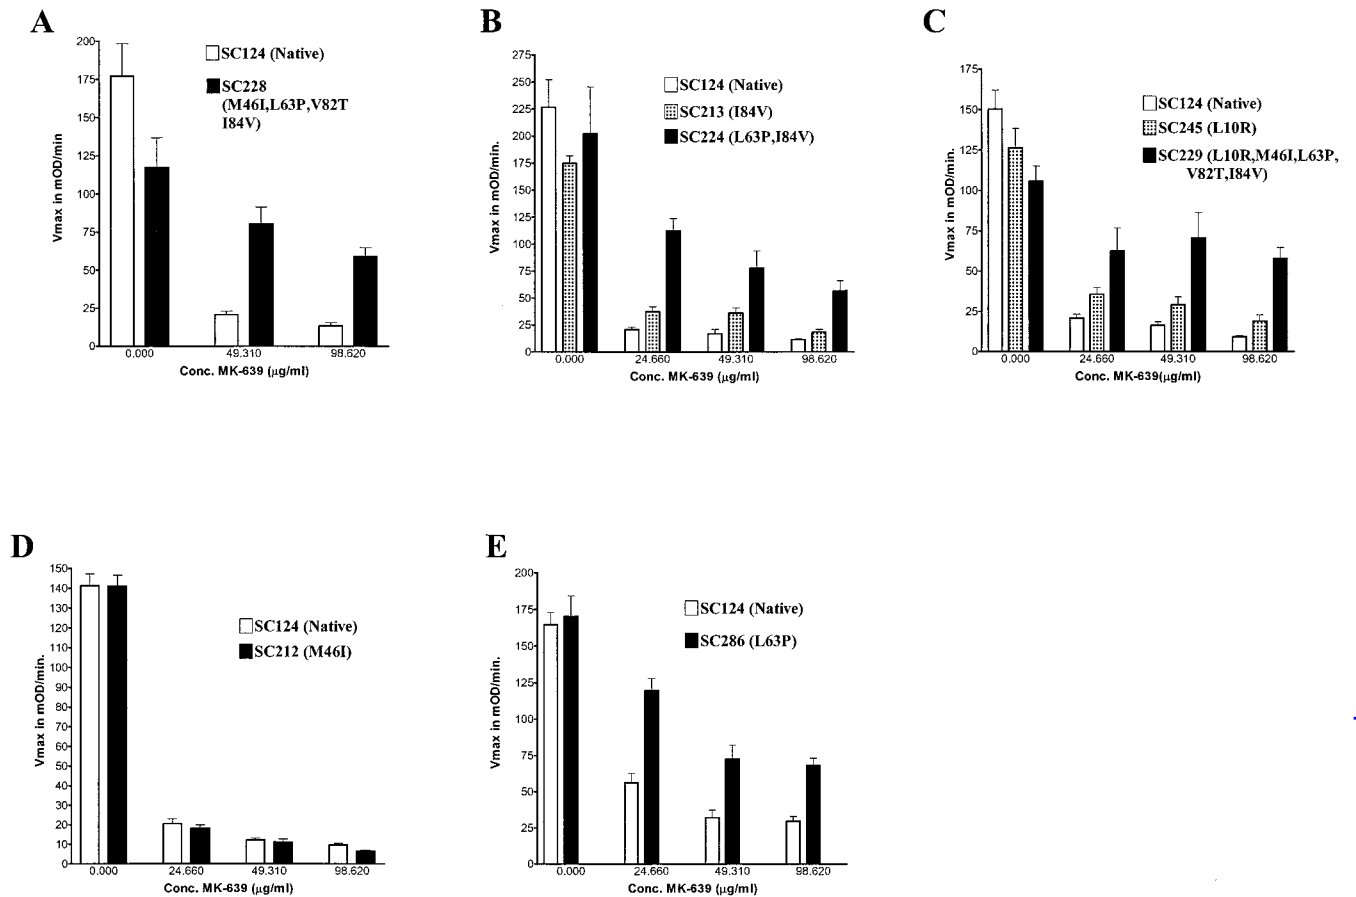 A
200
175
150
125
100
75
50
25
0
Vmax in mOD/min
SC124 (Native)
SC228
(M46I,L63P,V82T
I84V)
0.000 49.310 98.620
Conc. MK-639 (µg/ml)
B
275
250
225
200
175
150
125
100
75
50
25
0
Vmax in mOD/min.
SC124 (Native)
SC213 (I84V)
SC224 (L63P,I84V)
0.000 24.660 49.310 98.620
Conc. MK-639 (µg/ml)
C
175
150
125
100
75
50
25
0
Vmax in mOD/min.
SC124 (Native)
SC245 (L10R)
SC229 (L10R,M46I,L63P,
V82T,I84V)
0.000 24.660 49.310 98.620
Conc. MK-639(µg/ml)
D
150
140
130
120
110
100
90
80
70
60
50
40
30
20
10
0
Vmax in mOD/min.
SC124 (Native)
SC212 (M46I)
0.000 24.660 49.310 98.620
Conc. MK-639 (µg/ml)
E
200
175
150
125
100
75
50
25
0
Vmax in mOD/min.
SC124 (Native)
SC286 (L63P)
0.000 24.660 49.310 98.620
Conc. MK-639 (µg/ml)